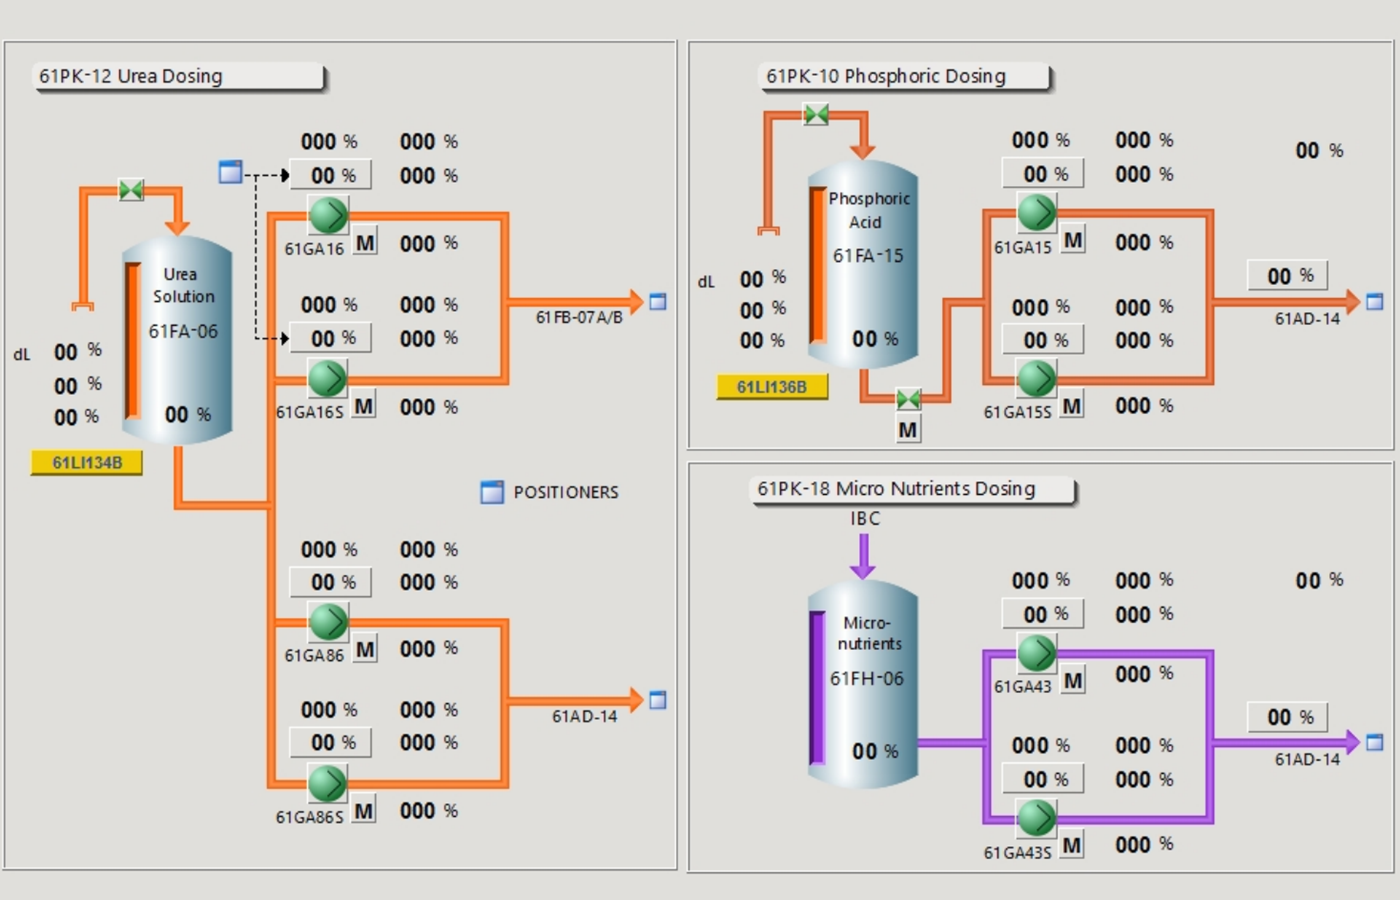 61PK-12 Urea Dosing
000 % 000 %
00 % 000 %
61GA16 M 000 %
Urea
Solution
61FA-06
00 %
dL 00 %
00 %
00 %
61LI134B
000 % 000 %
00 % 000 %
61GA16S M 000 %
61FB-07A/B
POSITIONERS
000 % 000 %
00 % 000 %
61GA86 M 000 %
000 % 000 %
00 % 000 %
61GA86S M 000 %
61AD-14
61PK-10 Phosphoric Dosing
Phosphoric
Acid
61FA-15
00 %
dL 00 %
00 %
00 %
61LI136B
M
000 % 000 %
00 % 000 %
61GA15 M 000 %
000 % 000 %
00 % 000 %
61GA15S M 000 %
00 %
00 %
61AD-14
61PK-18 Micro Nutrients Dosing
IBC
Micro-
nutrients
61FH-06
00 %
000 % 000 %
00 % 000 %
61GA43 M 000 %
000 % 000 %
00 % 000 %
61GA43S M 000 %
00 %
00 %
61AD-14